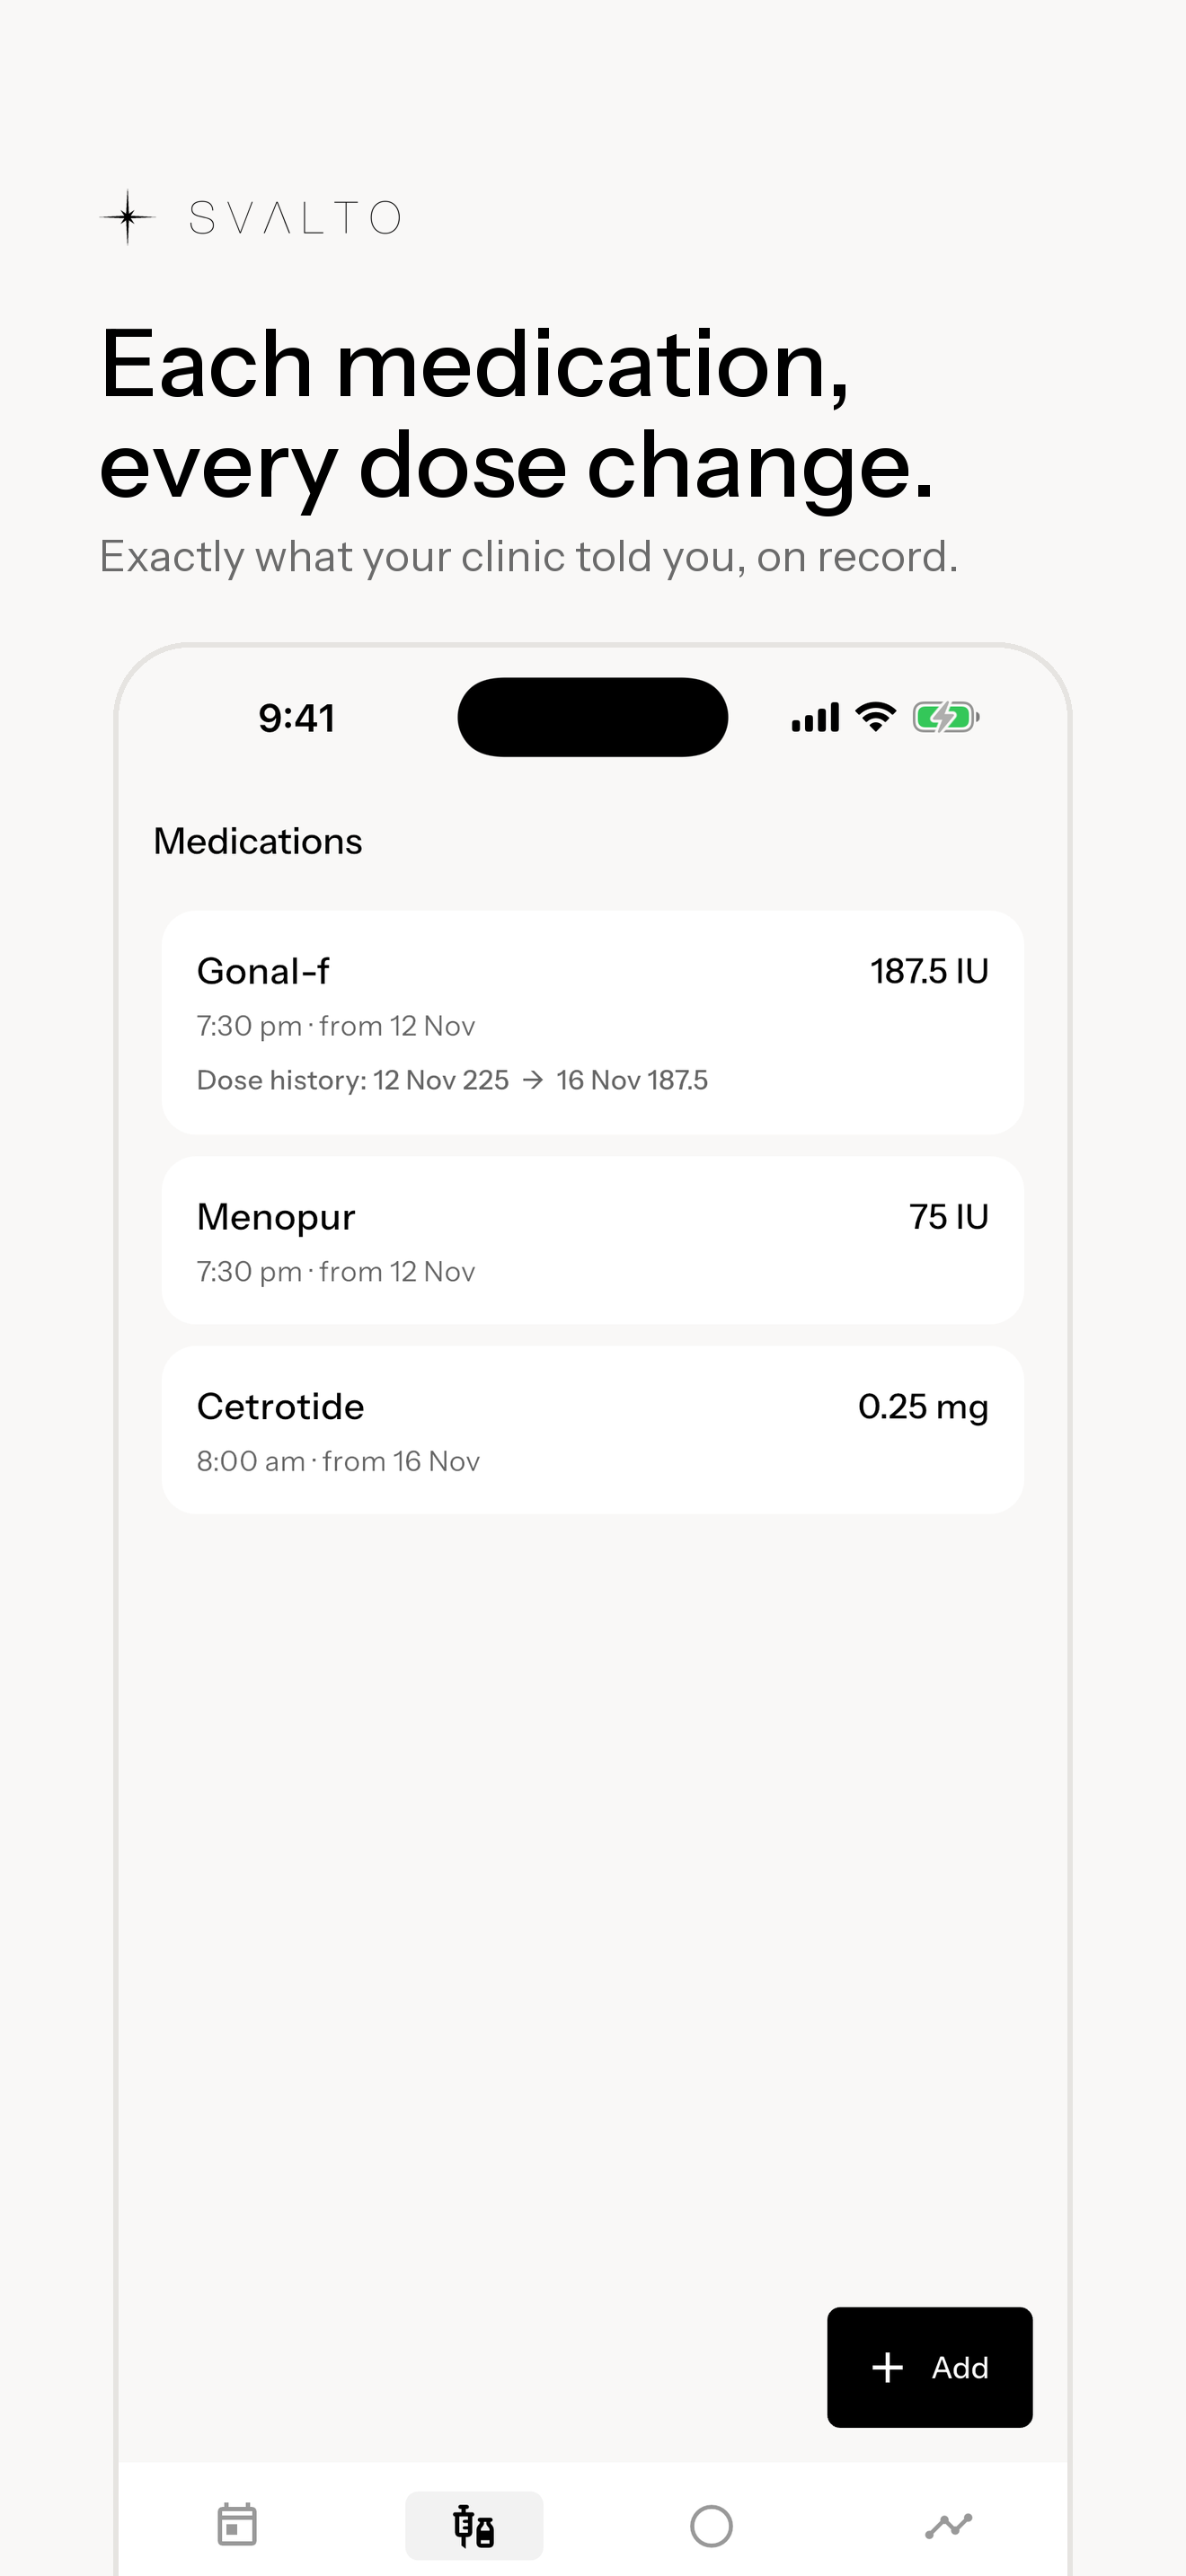 SVALTO
Each medication,
every dose change.
Exactly what your clinic told you, on record.
9:41
Medications
Gonal-f 187.5 IU
7:30 pm · from 12 Nov
Dose history: 12 Nov 225 → 16 Nov 187.5
Menopur 75 IU
7:30 pm · from 12 Nov
Cetrotide 0.25 mg
8:00 am · from 16 Nov
+ Add